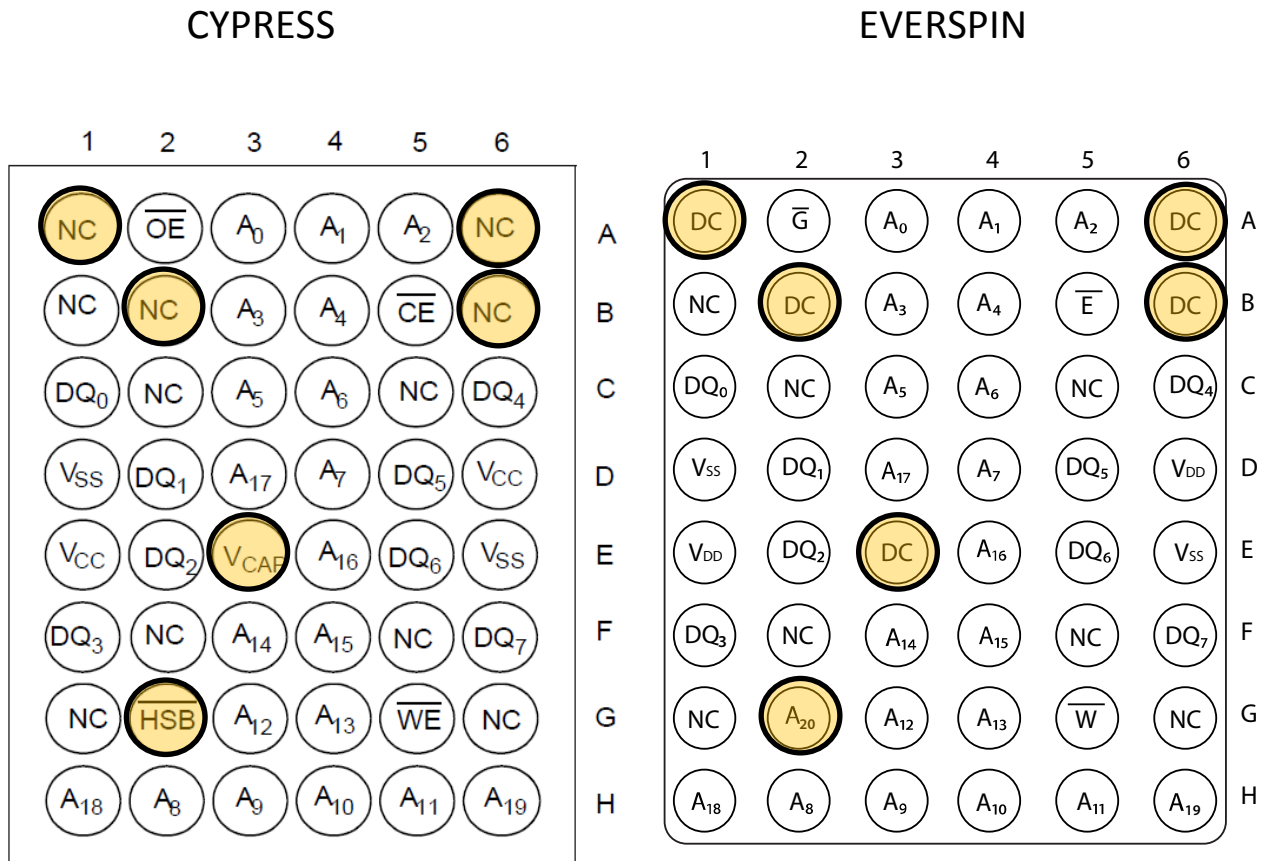 CYPRESS
1 2 3 4 5 6
NC O̅E̅ A₀ A₁ A₂ NC A
NC NC A₃ A₄ C̅E̅ NC B
DQ₀ NC A₅ A₆ NC DQ₄ C
VSS DQ₁ A₁₇ A₇ DQ₅ VCC D
VCC DQ₂ VCAP A₁₆ DQ₆ VSS E
DQ₃ NC A₁₄ A₁₅ NC DQ₇ F
NC H̅S̅B̅ A₁₂ A₁₃ W̅E̅ NC G
A₁₈ A₈ A₉ A₁₀ A₁₁ A₁₉ H
EVERSPIN
1 2 3 4 5 6
DC G̅ A₀ A₁ A₂ DC A
NC DC A₃ A₄ E̅ DC B
DQ₀ NC A₅ A₆ NC DQ₄ C
VSS DQ₁ A₁₇ A₇ DQ₅ VDD D
VDD DQ₂ DC A₁₆ DQ₆ VSS E
DQ₃ NC A₁₄ A₁₅ NC DQ₇ F
NC A₂₀ A₁₂ A₁₃ W̅ NC G
A₁₈ A₈ A₉ A₁₀ A₁₁ A₁₉ H